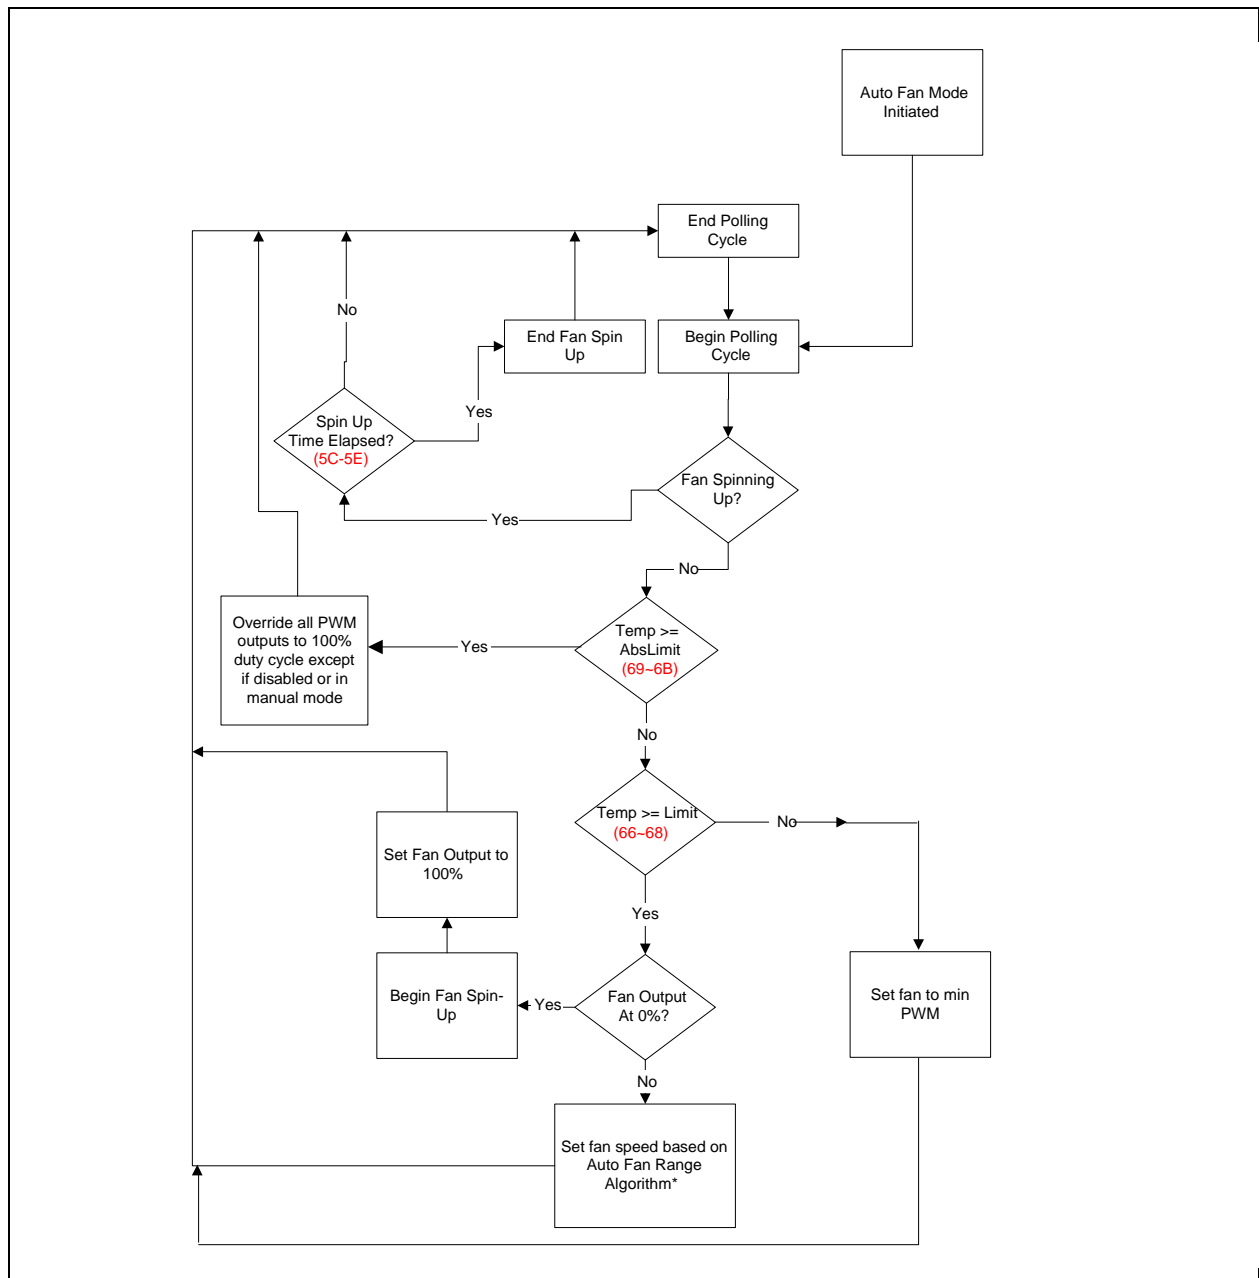 Auto Fan Mode
Initiated
End Polling
Cycle
No
End Fan Spin
Up
Begin Polling
Cycle
Yes
Spin Up
Time Elapsed?
(5C-5E)
Fan Spinning
Up?
Yes
No
Override all PWM
outputs to 100%
duty cycle except
if disabled or in
manual mode
Yes
Temp >=
AbsLimit
(69~6B)
No
Set Fan Output to
100%
Temp >= Limit
(66~68)
No
Yes
Begin Fan Spin-
Up
Yes
Fan Output
At 0%?
Set fan to min
PWM
No
Set fan speed based on
Auto Fan Range
Algorithm*